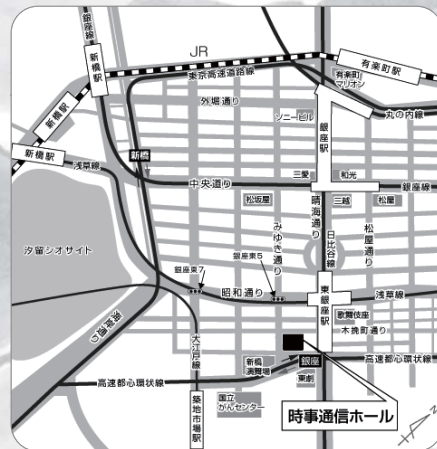 JR
銀座線
新橋駅
新橋駅
新橋駅
浅草線
東京高速道路線
外堀通り
ソニービル
有楽町マリオン
有楽町駅
丸の内線
銀座駅
新橋
中央通り
三愛
和光
銀座線
松坂屋
三越
松屋
みゆき通り
晴海通り
日比谷線
松屋通り
汐留シオサイト
銀座東7
銀座東5
昭和通り
東銀座駅
浅草線
歌舞伎座
木挽町通り
海岸通り
大江戸線
新橋演舞場
銀座
東劇
高速都心環状線
高速都心環状線
築地市場駅
国立がんセンター
時事通信ホール
N